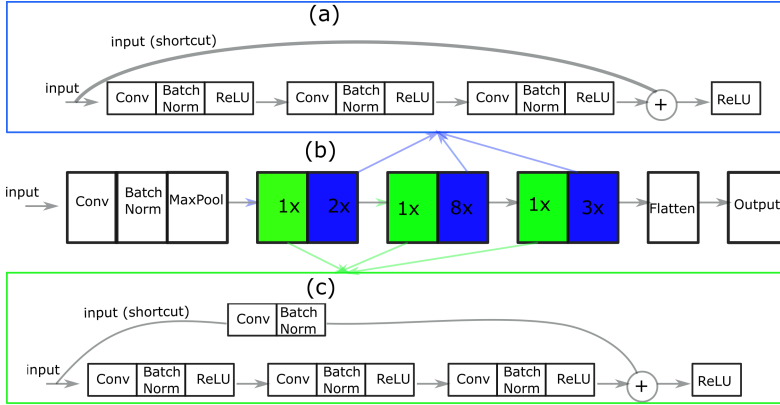 (a)
input (shortcut)
input
Conv Batch Norm ReLU Conv Batch Norm ReLU Conv Batch Norm ReLU + ReLU
(b)
input
Conv Batch Norm MaxPool 1x 2x 1x 8x 1x 3x Flatten Output
(c)
input (shortcut)
Conv Batch Norm
input
Conv Batch Norm ReLU Conv Batch Norm ReLU Conv Batch Norm ReLU + ReLU